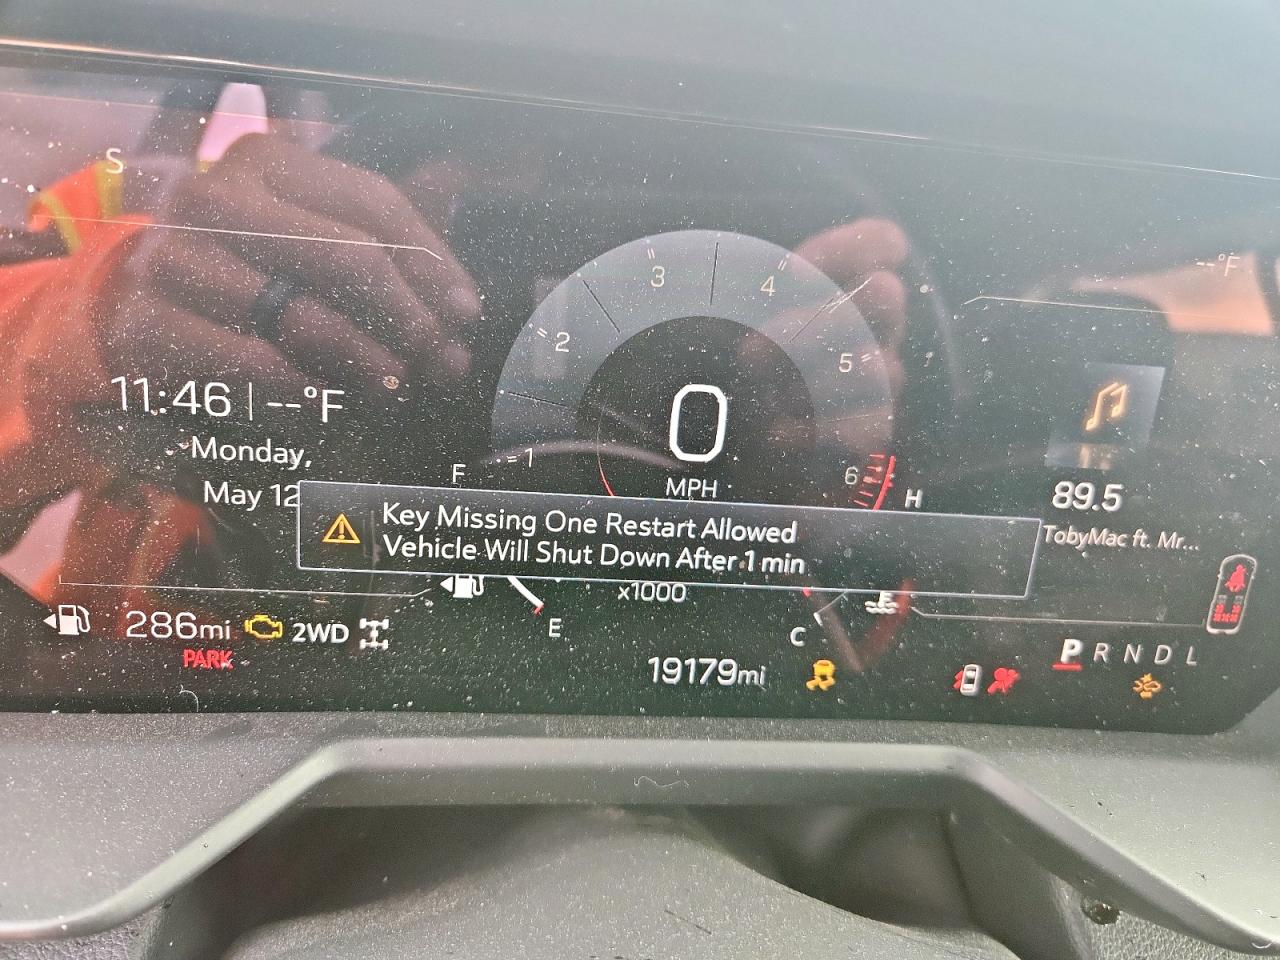 S
--°F
3
4
2
5
11:46 | --°F
0
1
Monday,
F
6
MPH
H
89.5
May 12
Key Missing One Restart Allowed
TobyMac ft. Mr...
Vehicle Will Shut Down After 1 min
x1000
286mi
2WD
E
C
PARK
19179mi
P R N D L